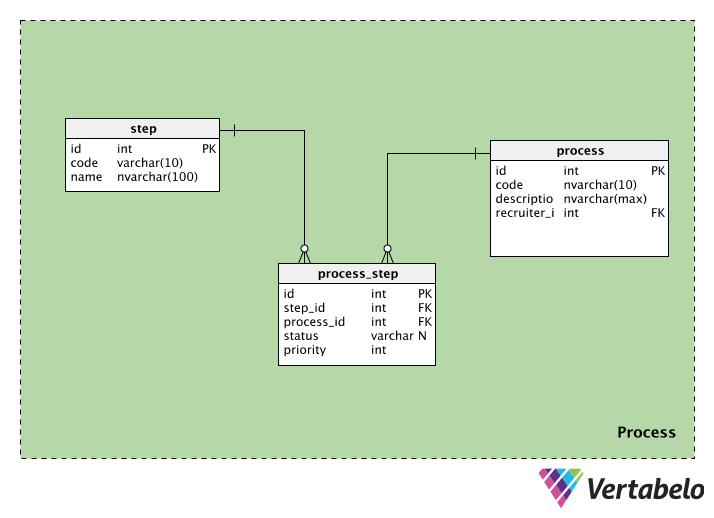 step
id int PK
code varchar(10)
name nvarchar(100)
process
id int PK
code nvarchar(10)
descriptio nvarchar(max)
recruiter_i int FK
process_step
id int PK
step_id int FK
process_id int FK
status varchar N
priority int
Process
Vertabelo